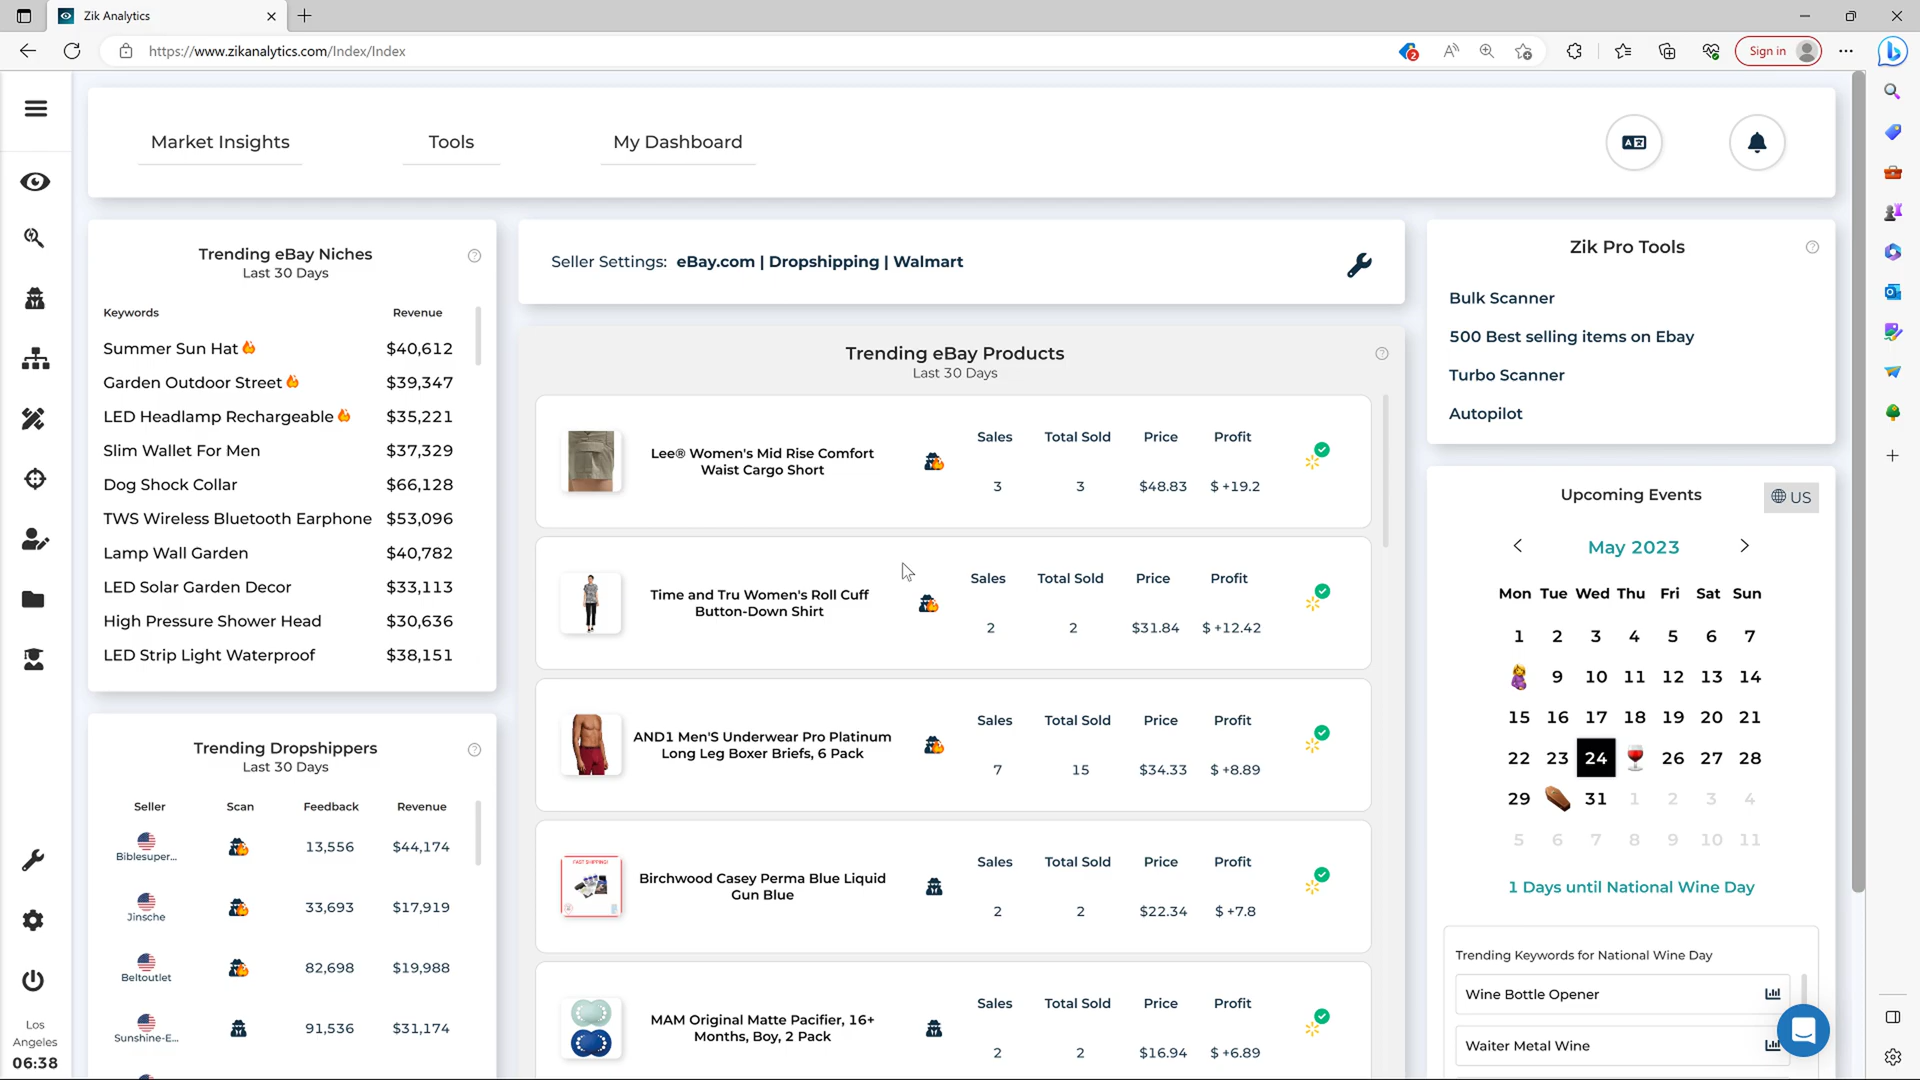 Zik Analytics
https://www.zikanalytics.com/Index/Index
2
Sign in
Market Insights
Tools
My Dashboard
Trending eBay Niches
Last 30 Days
Keywords Revenue
Summer Sun Hat $40,612
Garden Outdoor Street $39,347
LED Headlamp Rechargeable $35,221
Slim Wallet For Men $37,329
Dog Shock Collar $66,128
TWS Wireless Bluetooth Earphone $53,096
Lamp Wall Garden $40,782
LED Solar Garden Decor $33,113
High Pressure Shower Head $30,636
LED Strip Light Waterproof $38,151
Trending Dropshippers
Last 30 Days
Seller Scan Feedback Revenue
Biblesuper... 13,556 $44,174
Jinsche 33,693 $17,919
Beltoutlet 82,698 $19,988
Sunshine-E... 91,536 $31,174
Seller Settings: eBay.com | Dropshipping | Walmart
Trending eBay Products
Last 30 Days
Lee® Women's Mid Rise Comfort
Waist Cargo Short
Sales Total Sold Price Profit
3 3 $48.83 $ +19.2
Time and Tru Women's Roll Cuff
Button-Down Shirt
Sales Total Sold Price Profit
2 2 $31.84 $ +12.42
AND1 Men'S Underwear Pro Platinum
Long Leg Boxer Briefs, 6 Pack
Sales Total Sold Price Profit
7 15 $34.33 $ +8.89
FAST SHIPPING!
Birchwood Casey Perma Blue Liquid
Gun Blue
Sales Total Sold Price Profit
2 2 $22.34 $ +7.8
MAM Original Matte Pacifier, 16+
Months, Boy, 2 Pack
Sales Total Sold Price Profit
2 2 $16.94 $ +6.89
Zik Pro Tools
Bulk Scanner
500 Best selling items on Ebay
Turbo Scanner
Autopilot
Upcoming Events
US
May 2023
Mon Tue Wed Thu Fri Sat Sun
1 2 3 4 5 6 7
9 10 11 12 13 14
15 16 17 18 19 20 21
22 23 24 26 27 28
29 31 1 2 3 4
5 6 7 8 9 10 11
1 Days until National Wine Day
Trending Keywords for National Wine Day
Wine Bottle Opener
Waiter Metal Wine
Los
Angeles
06:38